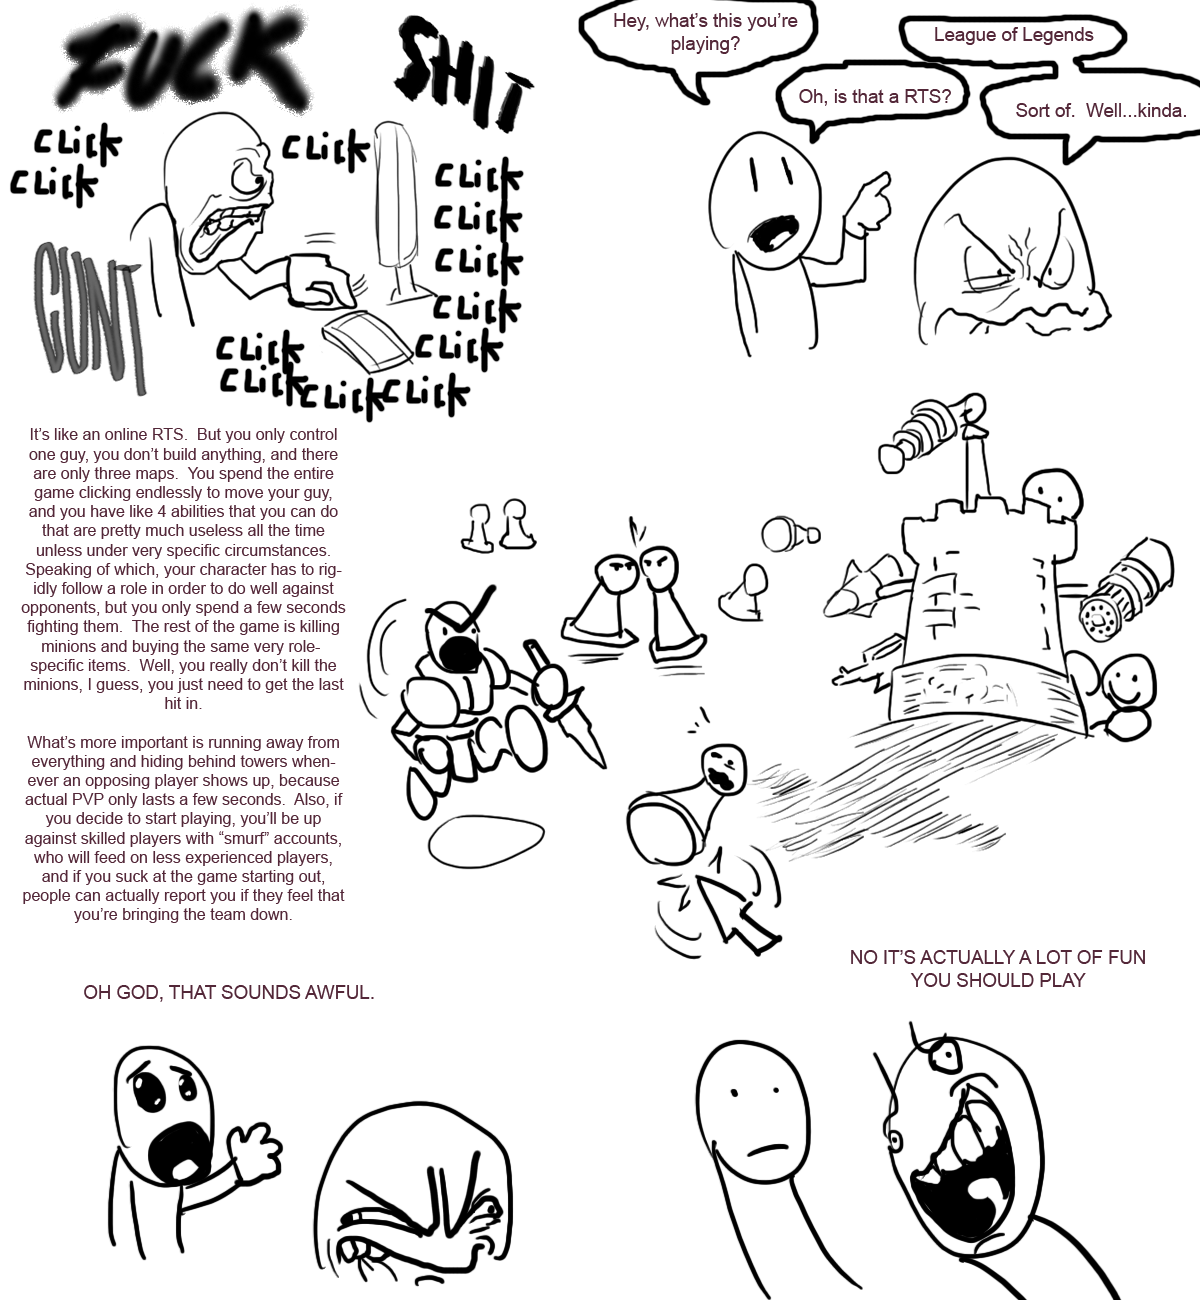 FUCK
SHIT
CLICK
CLICK
CLICK
CLICK
CLICK
CLICK
CLICK
CUNT
CLICK
CLICK
CLICK
CLICK
CLICK
Hey, what's this you're
playing?
League of Legends
Oh, is that a RTS?
Sort of.  Well...kinda.
It's like an online RTS.  But you only control
one guy, you don't build anything, and there
are only three maps.  You spend the entire
game clicking endlessly to move your guy,
and you have like 4 abilities that you can do
that are pretty much useless all the time
unless under very specific circumstances.
Speaking of which, your character has to rig-
idly follow a role in order to do well against
opponents, but you only spend a few seconds
fighting them.  The rest of the game is killing
minions and buying the same very role-
specific items.  Well, you really don't kill the
minions, I guess, you just need to get the last
hit in.
What's more important is running away from
everything and hiding behind towers when-
ever an opposing player shows up, because
actual PVP only lasts a few seconds.  Also, if
you decide to start playing, you'll be up
against skilled players with “smurf” accounts,
who will feed on less experienced players,
and if you suck at the game starting out,
people can actually report you if they feel that
you're bringing the team down.
OH GOD, THAT SOUNDS AWFUL.
NO IT'S ACTUALLY A LOT OF FUN
YOU SHOULD PLAY